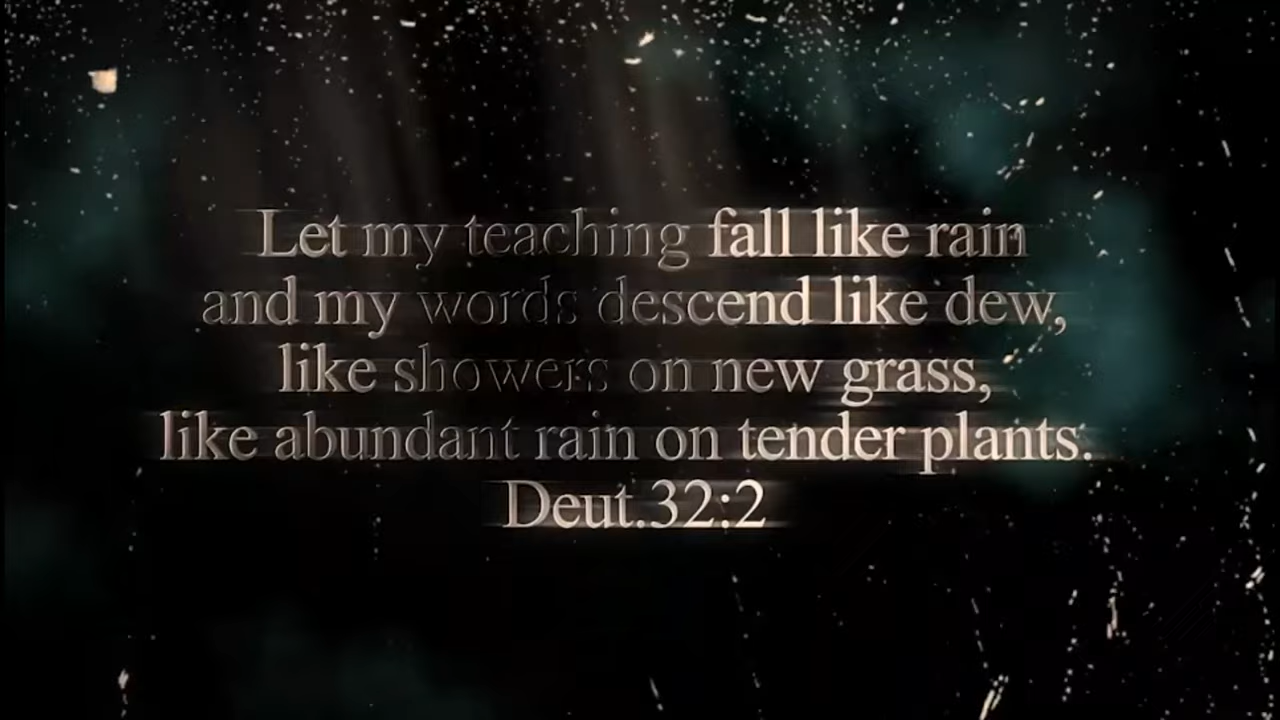 Let my teaching fall like rain
and my words descend like dew,
like showers on new grass,
like abundant rain on tender plants.
Deut.32:2